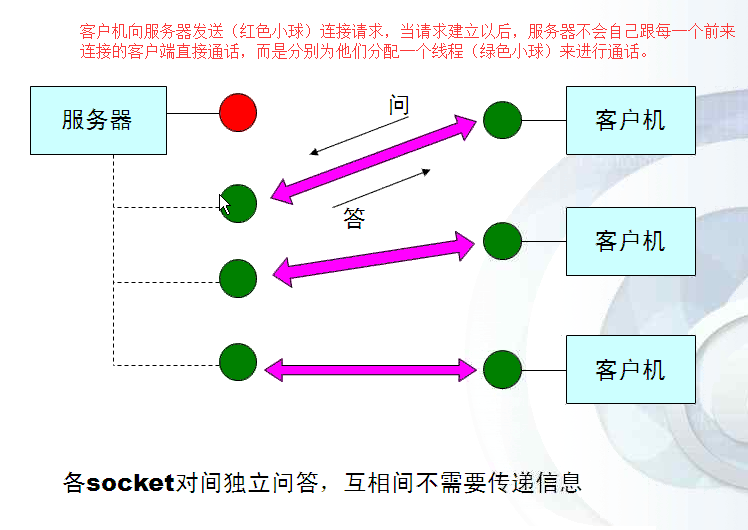 客户机向服务器发送（红色小球）连接请求，当请求建立以后，服务器不会自己跟每一个前来
连接的客户端直接通话，而是分别为他们分配一个线程（绿色小球）来进行通话。
服务器
问
客户机
答
客户机
客户机
各socket对间独立问答，互相间不需要传递信息